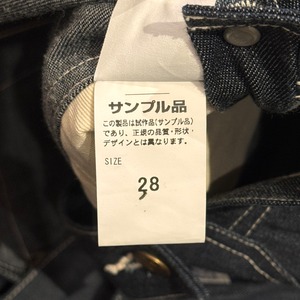 サンプル品
この製品は試作品(サンプル品)
であり、正規の品質・形状・
デザインとは異なります。
SIZE
28